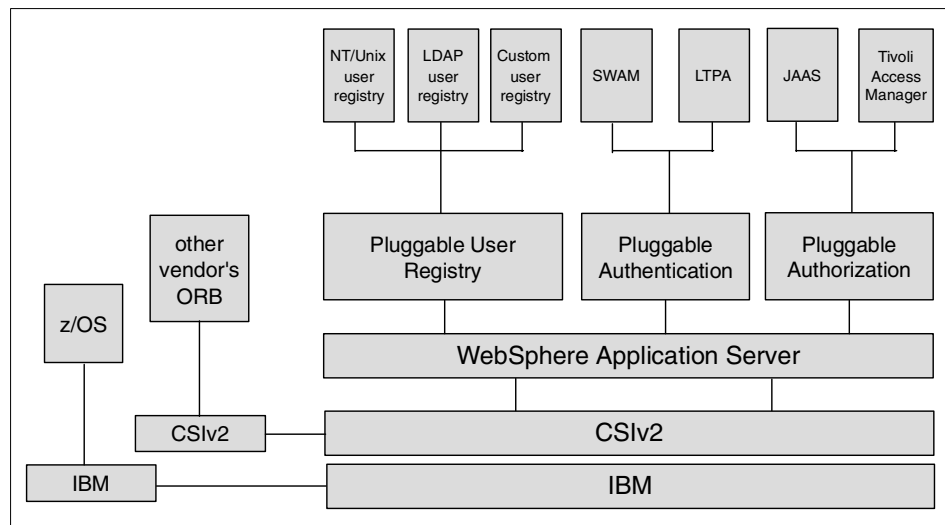 NT/Unix
user
registry
LDAP
user
registry
Custom
user
registry
SWAM
LTPA
JAAS
Tivoli
Access
Manager
other
vendor's
ORB
Pluggable User
Registry
Pluggable
Authentication
Pluggable
Authorization
z/OS
WebSphere Application Server
CSIv2
CSIv2
IBM
IBM